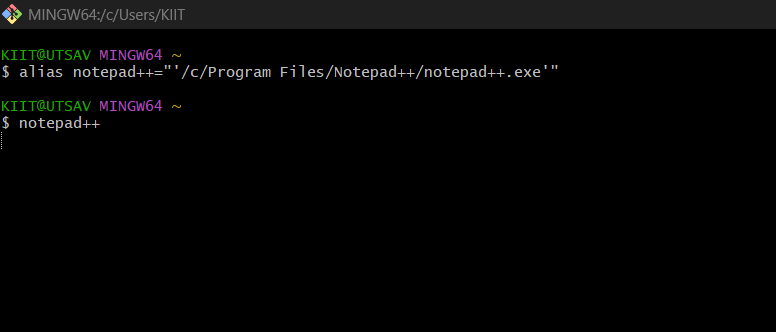 MINGW64:/c/Users/KIIT
KIIT@UTSAV MINGW64 ~
$ alias notepad++="'/c/Program Files/Notepad++/notepad++.exe'"
KIIT@UTSAV MINGW64 ~
$ notepad++